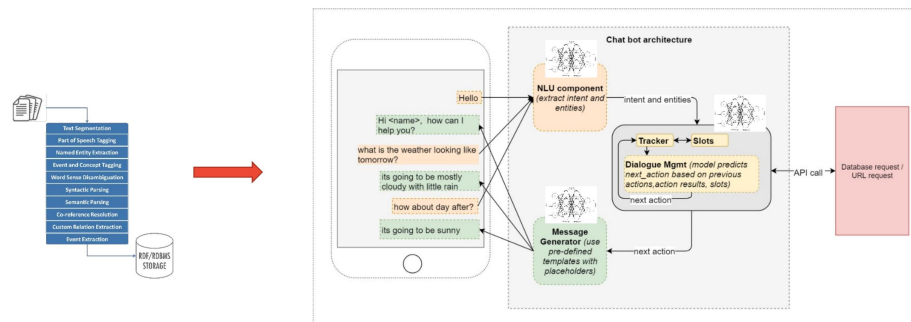 Text Segmentation
Part of Speech Tagging
Named Entity Extraction
Event and Concept Tagging
Word Sense Disambiguation
Syntactic Parsing
Semantic Parsing
Co-reference Resolution
Custom Relation Extraction
Event Extraction
RDF/RDBMS
STORAGE
Hello
Hi <name>, how can I
help you?
what is the weather looking like
tomorrow?
its going to be mostly
cloudy with little rain
how about day after?
its going to be sunny
Chat bot architecture
NLU component
(extract intent and
entities)
intent and entities
Tracker
Slots
Dialogue Mgmt (model predicts
next_action based on previous
actions,action results, slots)
next action
Message
Generator (use
pre-defined
templates with
placeholders)
next action
API call
Database request /
URL request